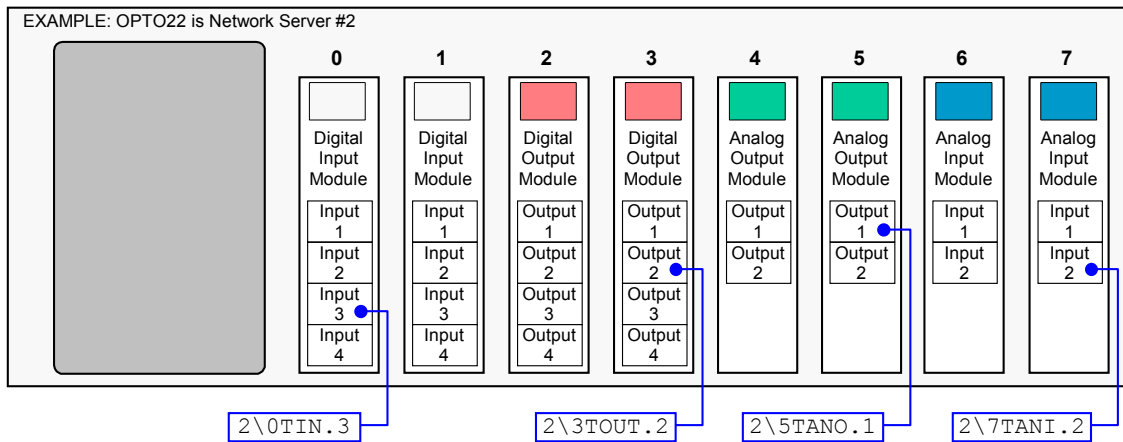 EXAMPLE: OPTO22 is Network Server #2
0 1 2 3 4 5 6 7
Digital Digital Digital Digital Analog Analog Analog Analog
Input Input Output Output Output Output Input Input
Module Module Module Module Module Module Module Module
Input Input Output Output Output Output Input Input
1 1 1 1 1 1 1 1
Input Input Output Output Output Output Input Input
2 2 2 2 2 2 2 2
Input Input Output Output
3 3 3 3
Input Input Output Output
4 4 4 4
2\0TIN.3 2\3TOUT.2 2\5TANO.1 2\7TANI.2